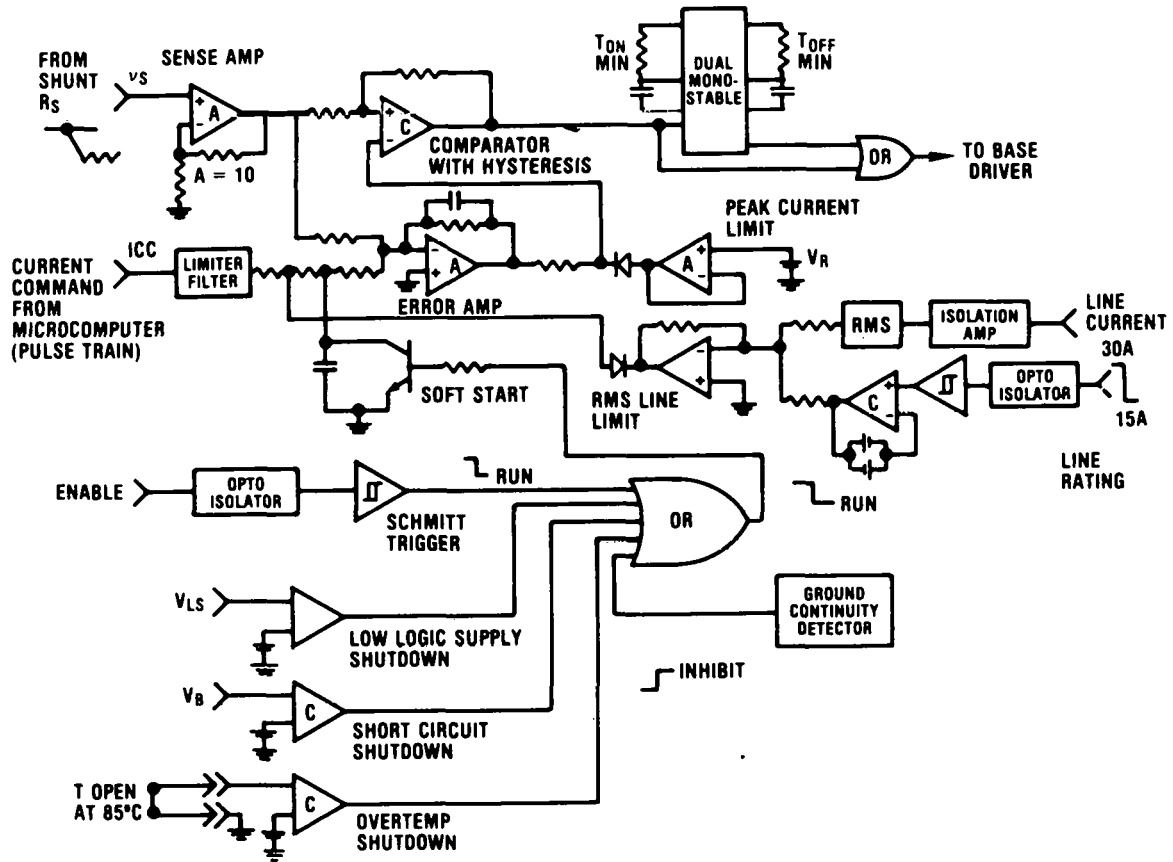 FROM
SHUNT
RS
νS
SENSE AMP
+
A
-
A = 10
+
C
-
COMPARATOR
WITH HYSTERESIS
TON
MIN
DUAL
MONO-
STABLE
TOFF
MIN
OR
TO BASE
DRIVER
PEAK CURRENT
LIMIT
+
A
-
VR
CURRENT
COMMAND
FROM
MICROCOMPUTER
(PULSE TRAIN)
ICC
LIMITER
FILTER
-
A
+
ERROR AMP
SOFT START
-
+
RMS LINE
LIMIT
RMS
ISOLATION
AMP
LINE
CURRENT
30A
+
C
-
OPTO
ISOLATOR
15A
LINE
RATING
ENABLE
OPTO
ISOLATOR
SCHMITT
TRIGGER
RUN
OR
RUN
GROUND
CONTINUITY
DETECTOR
INHIBIT
VLS
LOW LOGIC SUPPLY
SHUTDOWN
VB
C
SHORT CIRCUIT
SHUTDOWN
T OPEN
AT 85°C
C
OVERTEMP
SHUTDOWN